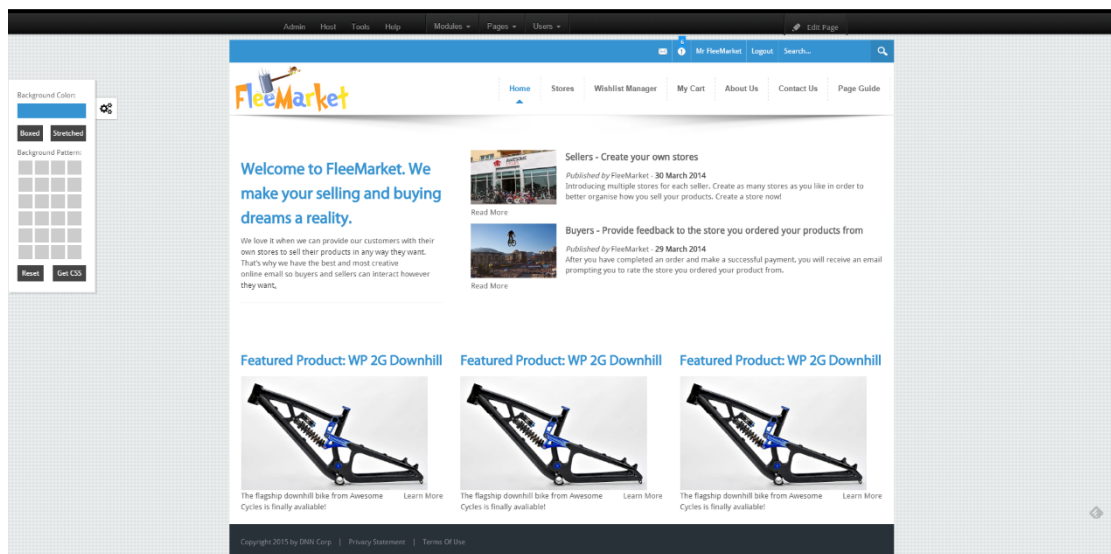 Admin Host Tools Help Modules Pages Users Edit Page
Mr FleeMarket Logout Search...
Background Color:
Boxed Stretched
Background Pattern:
Reset Get CSS
FleeMarket
Home Stores Wishlist Manager My Cart About Us Contact Us Page Guide
Welcome to FleeMarket. We
make your selling and buying
dreams a reality.
We love it when we can provide our customers with their
own stores to sell their products in any way they want.
That's why we have the best and most creative
online email so buyers and sellers can interact however
they want,
Sellers - Create your own stores
Published by FleeMarket - 30 March 2014
Introducing multiple stores for each seller. Create as many stores as you like in order to
better organise how you sell your products. Create a store now!
Read More
Buyers - Provide feedback to the store you ordered your products from
Published by FleeMarket - 29 March 2014
After you have completed an order and make a successful payment, you will receive an email
prompting you to rate the store you ordered your product from.
Read More
Featured Product: WP 2G Downhill
The flagship downhill bike from Awesome Learn More
Cycles is finally avaliable!
Featured Product: WP 2G Downhill
The flagship downhill bike from Awesome Learn More
Cycles is finally avaliable!
Featured Product: WP 2G Downhill
The flagship downhill bike from Awesome Learn More
Cycles is finally avaliable!
Copyright 2015 by DNN Corp | Privacy Statement | Terms Of Use